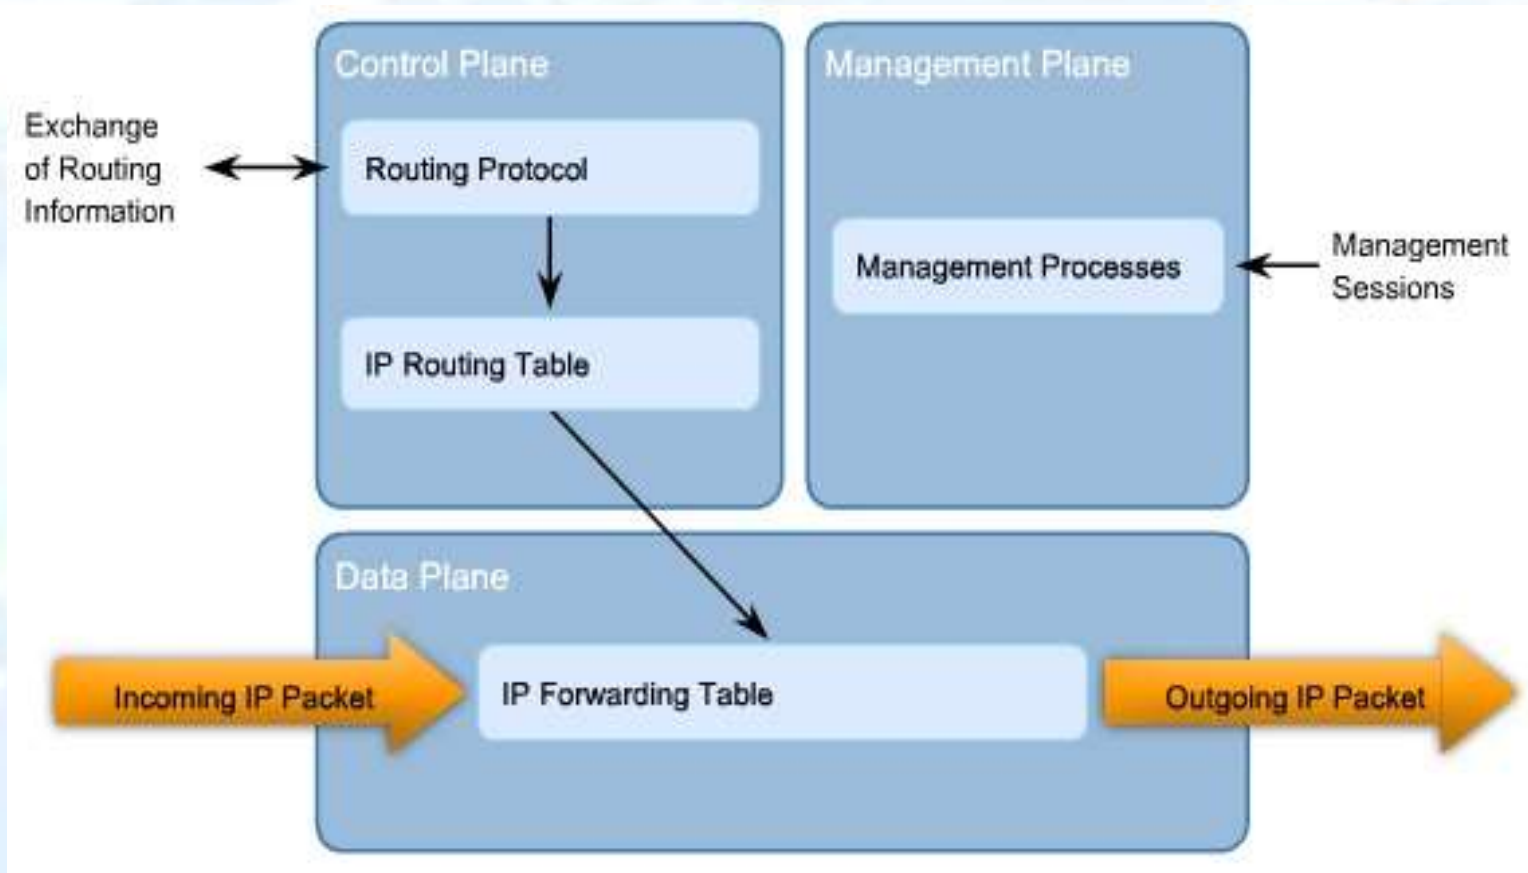 Control Plane
Management Plane
Exchange
of Routing
Information
Routing Protocol
Management Processes
Management
Sessions
IP Routing Table
Data Plane
Incoming IP Packet
IP Forwarding Table
Outgoing IP Packet